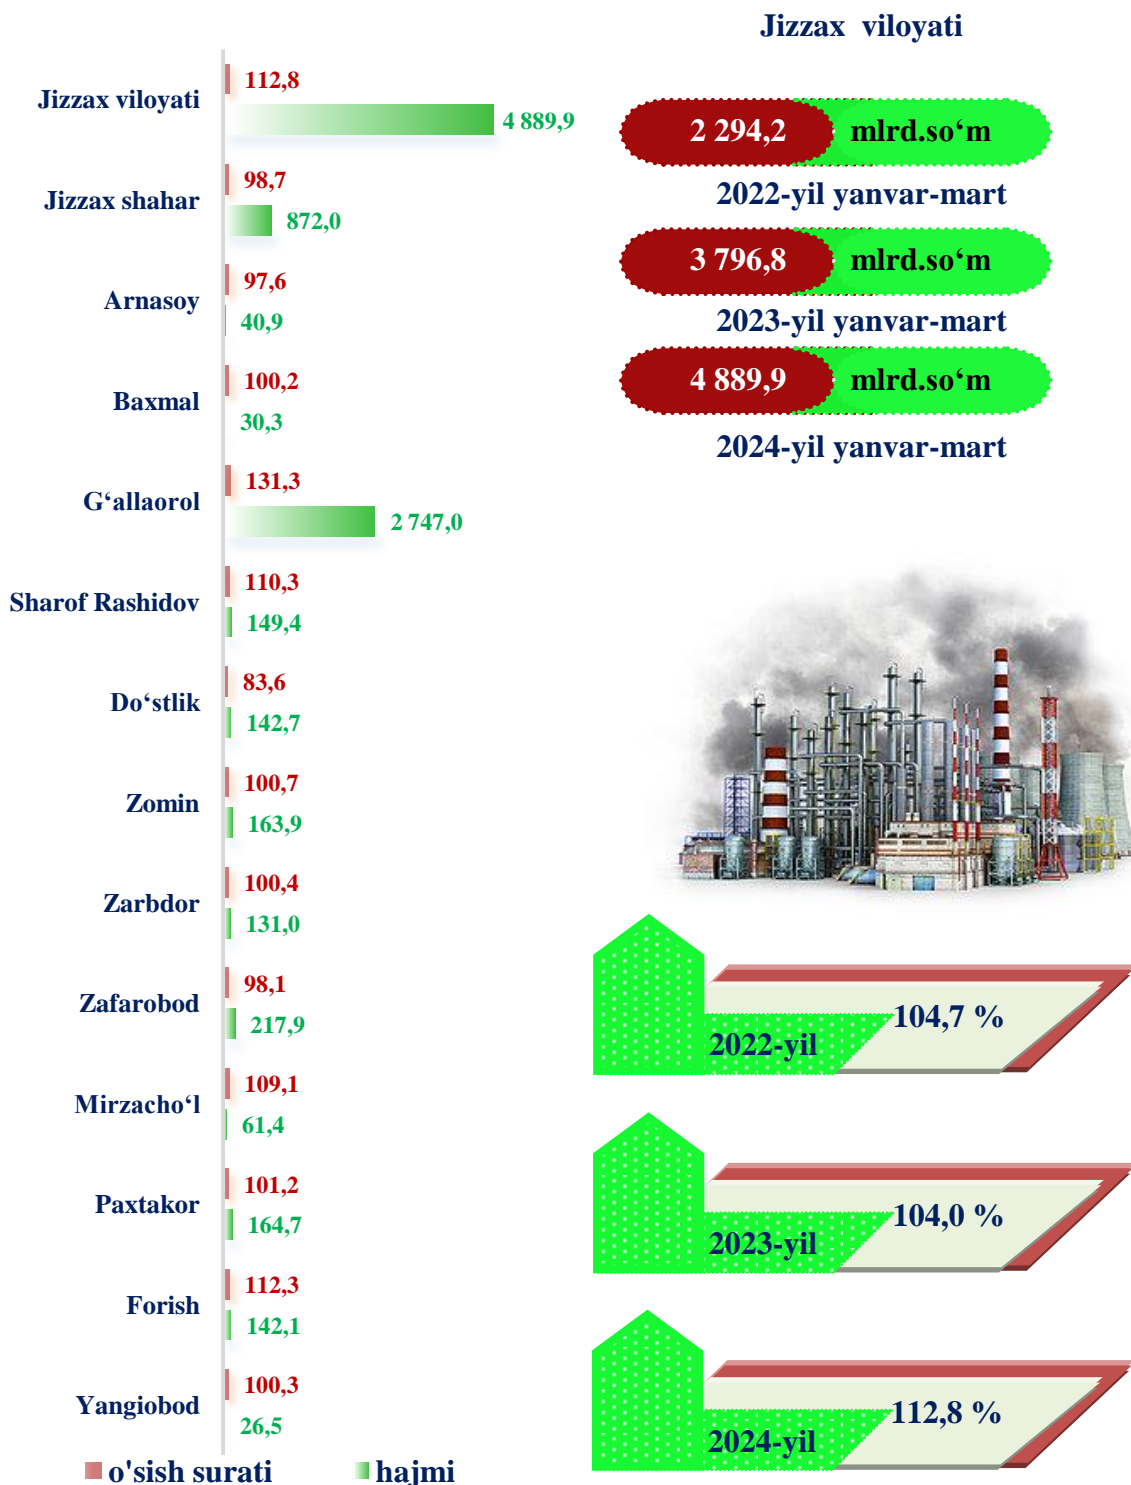 Jizzax viloyati
112,8
4 889,9
Jizzax shahar
98,7
872,0
Arnasoy
97,6
40,9
Baxmal
100,2
30,3
G‘allaorol
131,3
2 747,0
Sharof Rashidov
110,3
149,4
Do‘stlik
83,6
142,7
Zomin
100,7
163,9
Zarbdor
100,4
131,0
Zafarobod
98,1
217,9
Mirzacho‘l
109,1
61,4
Paxtakor
101,2
164,7
Forish
112,3
142,1
Yangiobod
100,3
26,5
o'sish surati hajmi
Jizzax viloyati
2 294,2 mlrd.so‘m
2022-yil yanvar-mart
3 796,8 mlrd.so‘m
2023-yil yanvar-mart
4 889,9 mlrd.so‘m
2024-yil yanvar-mart
104,7 %
2022-yil
104,0 %
2023-yil
112,8 %
2024-yil